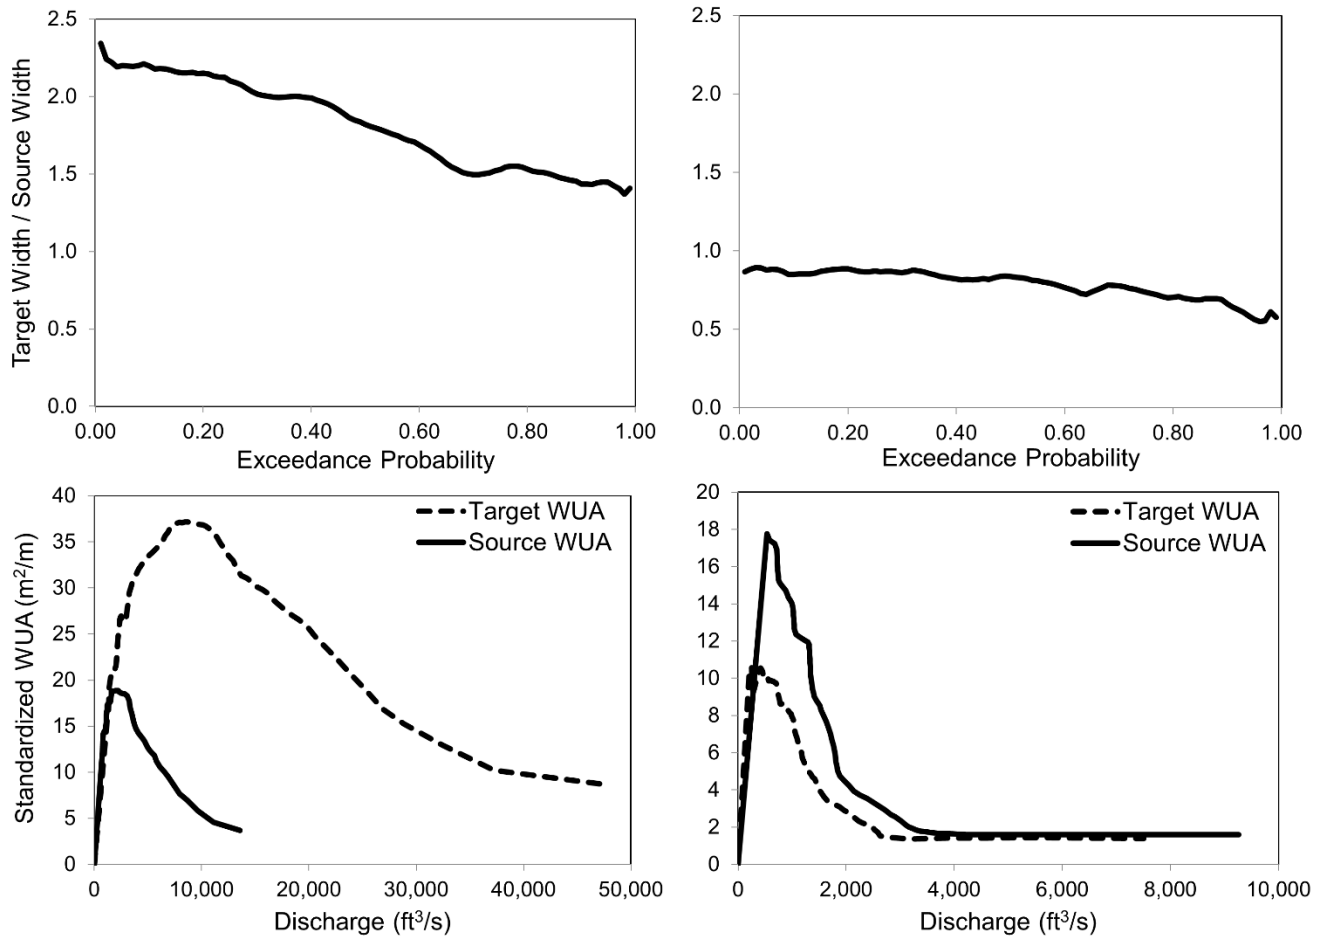 Target Width / Source Width
2.5
2.0
1.5
1.0
0.5
0.0
0.00 0.20 0.40 0.60 0.80 1.00
Exceedance Probability
2.5
2.0
1.5
1.0
0.5
0.0
0.00 0.20 0.40 0.60 0.80 1.00
Exceedance Probability
Standardized WUA (m²/m)
40
35
30
25
20
15
10
5
0
Target WUA
Source WUA
0 10,000 20,000 30,000 40,000 50,000
Discharge (ft³/s)
20
18
16
14
12
10
8
6
4
2
0
Target WUA
Source WUA
0 2,000 4,000 6,000 8,000 10,000
Discharge (ft³/s)